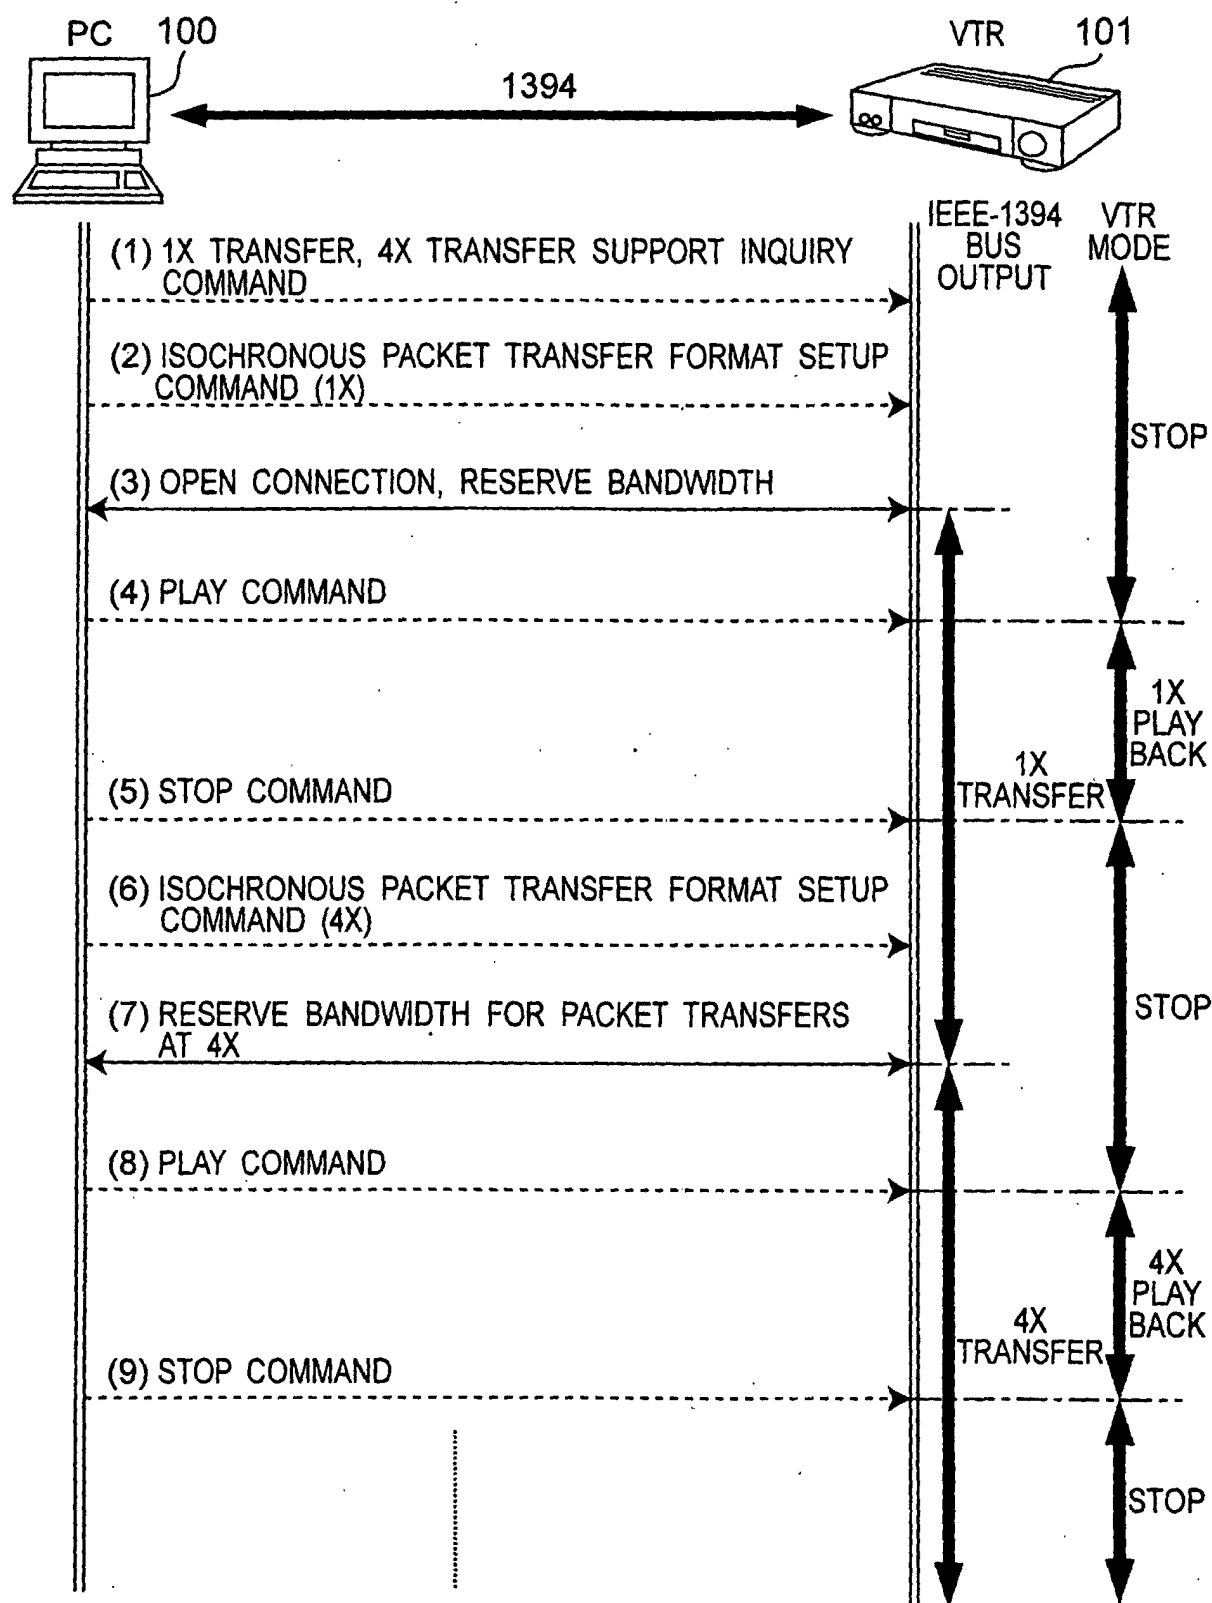 PC 100
VTR 101
1394
IEEE-1394
BUS
OUTPUT
VTR
MODE
(1) 1X TRANSFER, 4X TRANSFER SUPPORT INQUIRY
COMMAND
(2) ISOCHRONOUS PACKET TRANSFER FORMAT SETUP
COMMAND (1X)
STOP
(3) OPEN CONNECTION, RESERVE BANDWIDTH
(4) PLAY COMMAND
1X
PLAY
BACK
1X
TRANSFER
(5) STOP COMMAND
(6) ISOCHRONOUS PACKET TRANSFER FORMAT SETUP
COMMAND (4X)
(7) RESERVE BANDWIDTH FOR PACKET TRANSFERS
AT 4X
STOP
(8) PLAY COMMAND
4X
PLAY
BACK
4X
TRANSFER
(9) STOP COMMAND
STOP